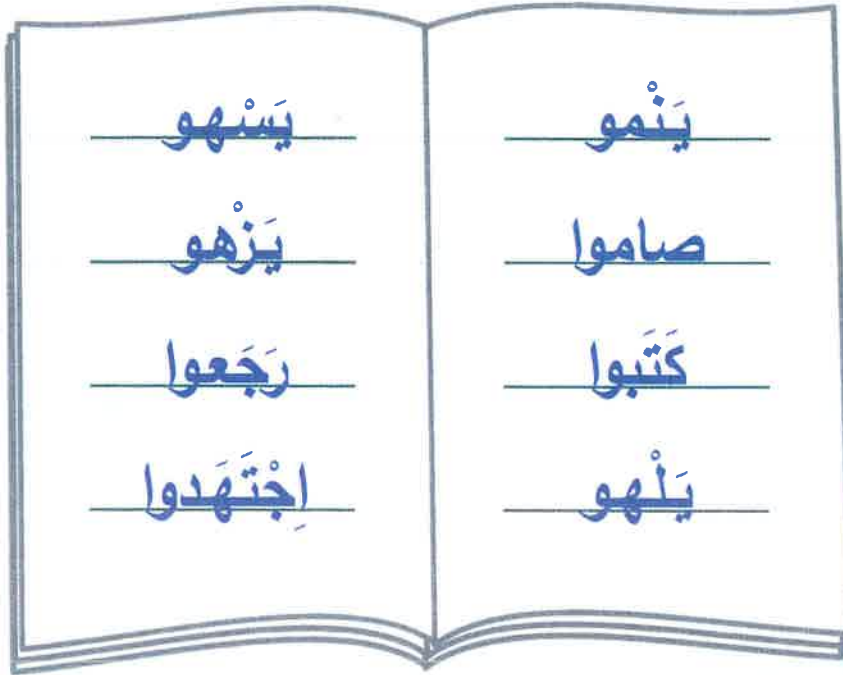 يَنْمو
صاموا
كَتَبوا
يَلْهو
يَسْهو
يَزْهو
رَجَعوا
اِجْتَهَدوا